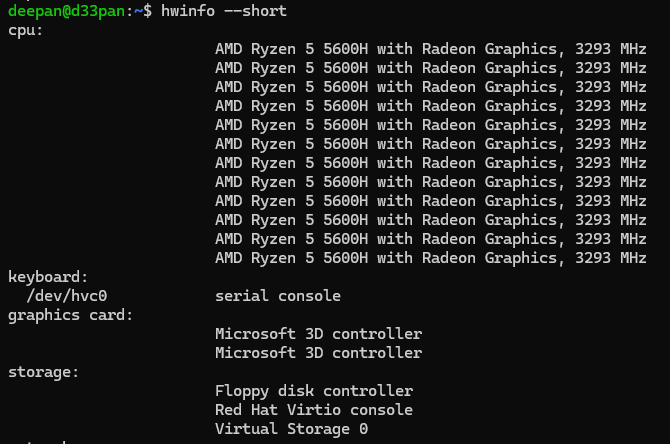 deepan@d33pan:~$ hwinfo --short
cpu:
AMD Ryzen 5 5600H with Radeon Graphics, 3293 MHz
AMD Ryzen 5 5600H with Radeon Graphics, 3293 MHz
AMD Ryzen 5 5600H with Radeon Graphics, 3293 MHz
AMD Ryzen 5 5600H with Radeon Graphics, 3293 MHz
AMD Ryzen 5 5600H with Radeon Graphics, 3293 MHz
AMD Ryzen 5 5600H with Radeon Graphics, 3293 MHz
AMD Ryzen 5 5600H with Radeon Graphics, 3293 MHz
AMD Ryzen 5 5600H with Radeon Graphics, 3293 MHz
AMD Ryzen 5 5600H with Radeon Graphics, 3293 MHz
AMD Ryzen 5 5600H with Radeon Graphics, 3293 MHz
AMD Ryzen 5 5600H with Radeon Graphics, 3293 MHz
AMD Ryzen 5 5600H with Radeon Graphics, 3293 MHz
keyboard:
/dev/hvc0 serial console
graphics card:
Microsoft 3D controller
Microsoft 3D controller
storage:
Floppy disk controller
Red Hat Virtio console
Virtual Storage 0